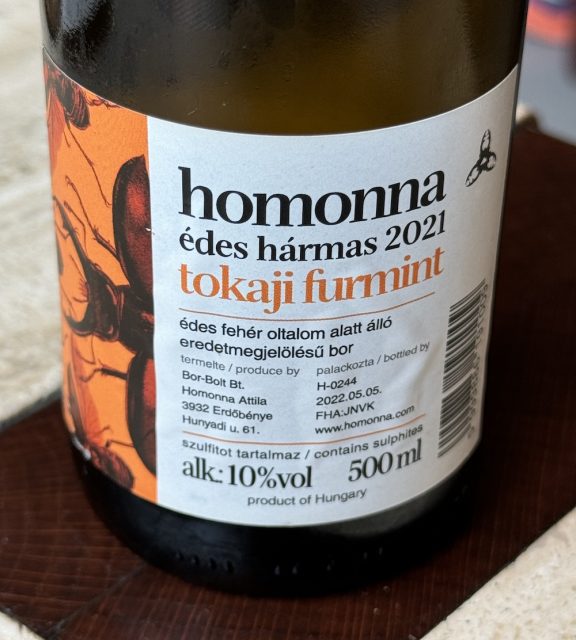 homonna
édes hármas 2021
tokaji furmint
édes fehér oltalom alatt álló
eredetmegjelölésű bor
termelte / produce by
Bor-Bolt Bt.
Homonna Attila
3932 Erdőbénye
Hunyadi u. 61.
palackozta / bottled by
H-0244
2022.05.05.
FHA:JNVK
www.homonna.com
szulfitot tartalmaz / contains sulphites
alk.: 10%vol 500 ml
product of Hungary